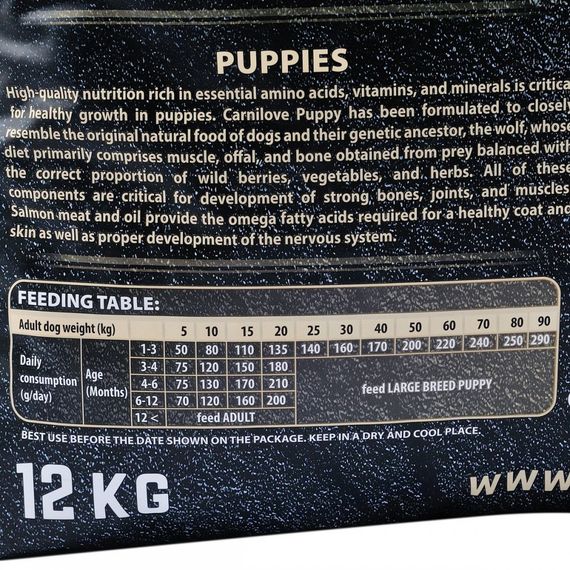 PUPPIES
High-quality nutrition rich in essential amino acids, vitamins, and minerals is critica
for healthy growth in puppies. Carnilove Puppy has been formulated to closely
resemble the original natural food of dogs and their genetic ancestor, the wolf, whose
diet primarily comprises muscle, offal, and bone obtained from prey balanced with
the correct proportion of wild berries, vegetables, and herbs. All of these
components are critical for development of strong bones, joints, and muscles
Salmon meat and oil provide the omega fatty acids required for a healthy coat and
skin as well as proper development of the nervous system.
FEEDING TABLE:
Adult dog weight (kg) 5 10 15 20 25 30 40 50 60 70 80 90
Daily consumption (g/day) Age (Months) 1-3 50 80 110 135 140 160 170 200 220 240 250 290
3-4 75 120 150 180 feed LARGE BREED PUPPY
4-6 75 130 170 210
6-12 70 120 160 200
12 < feed ADULT
BEST USE BEFORE THE DATE SHOWN ON THE PACKAGE. KEEP IN A DRY AND COOL PLACE.
12 KG
www